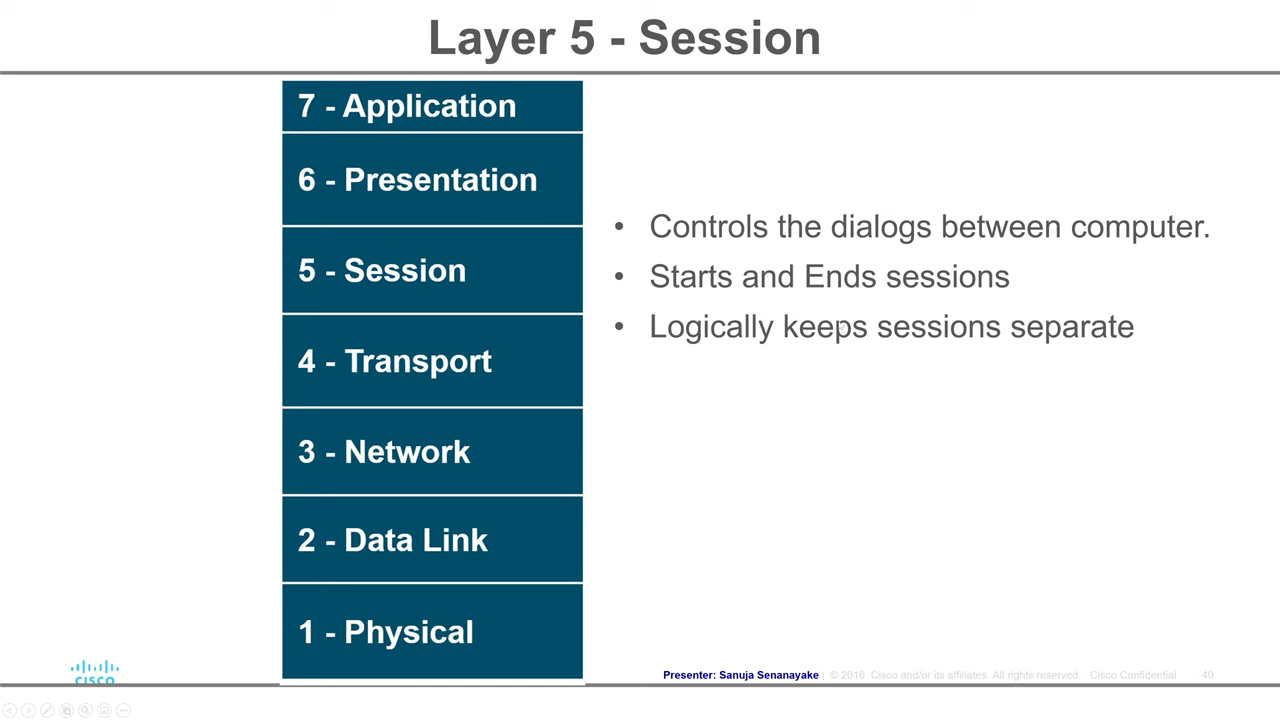 Layer 5 - Session
7 - Application
6 - Presentation
5 - Session
4 - Transport
3 - Network
2 - Data Link
1 - Physical
• Controls the dialogs between computer.
• Starts and Ends sessions
• Logically keeps sessions separate
CISCO
Presenter: Sanuja Senanayake | © 2016 Cisco and/or its affiliates. All rights reserved. Cisco Confidential 40